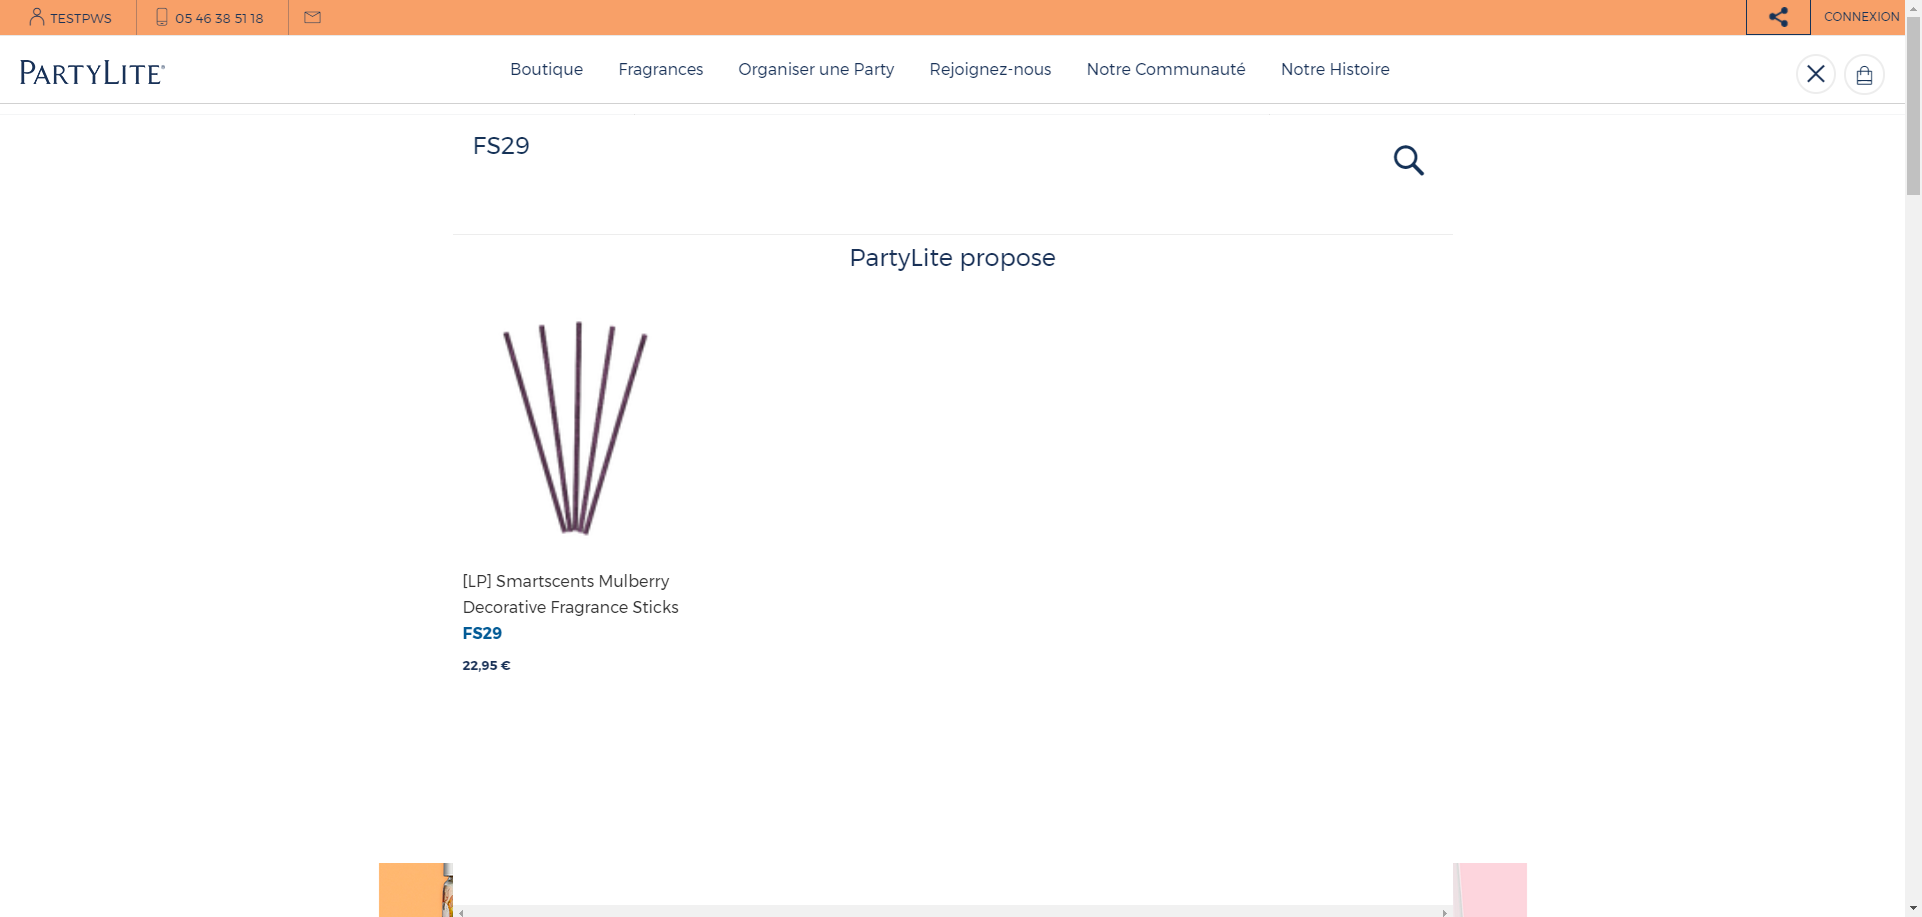 TESTPWS
05 46 38 51 18
CONNEXION
PARTYLITE®
Boutique
Fragrances
Organiser une Party
Rejoignez-nous
Notre Communauté
Notre Histoire
FS29
PartyLite propose
[LP] Smartscents Mulberry
Decorative Fragrance Sticks
FS29
22,95 €